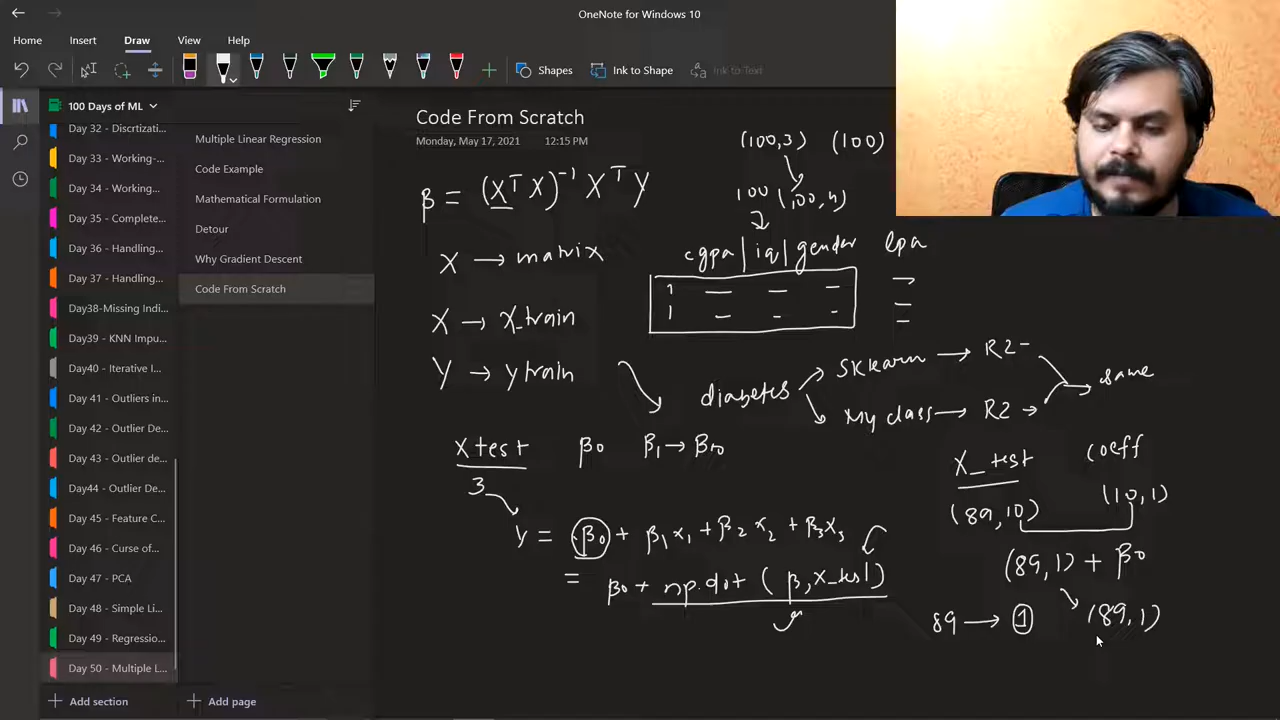 OneNote for Windows 10
Home Insert Draw View Help
Shapes Ink to Shape Ink to Text
100 Days of ML
Day 32 - Discrtizati...
Day 33 - Working-...
Day 34 - Working...
Day 35 - Complete...
Day 36 - Handling...
Day 37 - Handling...
Day38-Missing Indi...
Day39 - KNN Impu...
Day40 - Iterative I...
Day 41 - Outliers in...
Day 42 - Outlier De...
Day 43 - Outlier de...
Day44 - Outlier De...
Day 45 - Feature C...
Day 46 - Curse of...
Day 47 - PCA
Day 48 - Simple Li...
Day 49 - Regressio...
Day 50 - Multiple L...
Add section
Multiple Linear Regression
Code Example
Mathematical Formulation
Detour
Why Gradient Descent
Code From Scratch
Add page
Code From Scratch
Monday, May 17, 2021 12:15 PM
(100,3) (100)
β = (XᵀX)⁻¹ XᵀY
100 (100,4)
X → matrix
cgpa | iq | gender lpa
1 — — -
1 - - -
X → X_train
Y → ytrain
diabetes
sklearn → R2-
My class → R2 →
same
Xtest β0 β1 → β10
3
X_test coeff
(89,10) (10,1)
y = β0 + β1x1 + β2x2 + β3x3
= β0 + np.dot (β, X_test)
(89,1) + β0
89 → 1 (89,1)